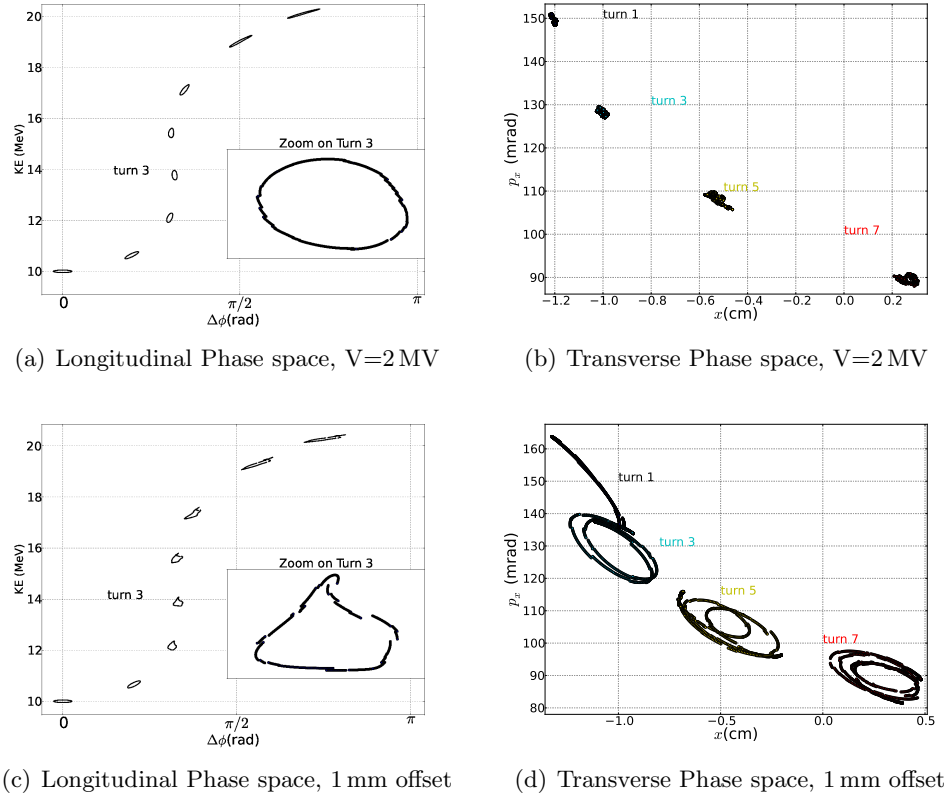 20
18
16
14
12
10
KE (MeV)
turn 3
Zoom on Turn 3
0
π/2
π
Δϕ(rad)
(a) Longitudinal Phase space, V=2 MV
150
140
130
120
110
100
90
p_x (mrad)
turn 1
turn 3
turn 5
turn 7
−1.2 −1.0 −0.8 −0.6 −0.4 −0.2 0.0 0.2
x(cm)
(b) Transverse Phase space, V=2 MV
20
18
16
14
12
10
KE (MeV)
turn 3
Zoom on Turn 3
0
π/2
π
Δϕ(rad)
(c) Longitudinal Phase space, 1 mm offset
160
150
140
130
120
110
100
90
80
p_x (mrad)
turn 1
turn 3
turn 5
turn 7
−1.0 −0.5 0.0 0.5
x(cm)
(d) Transverse Phase space, 1 mm offset